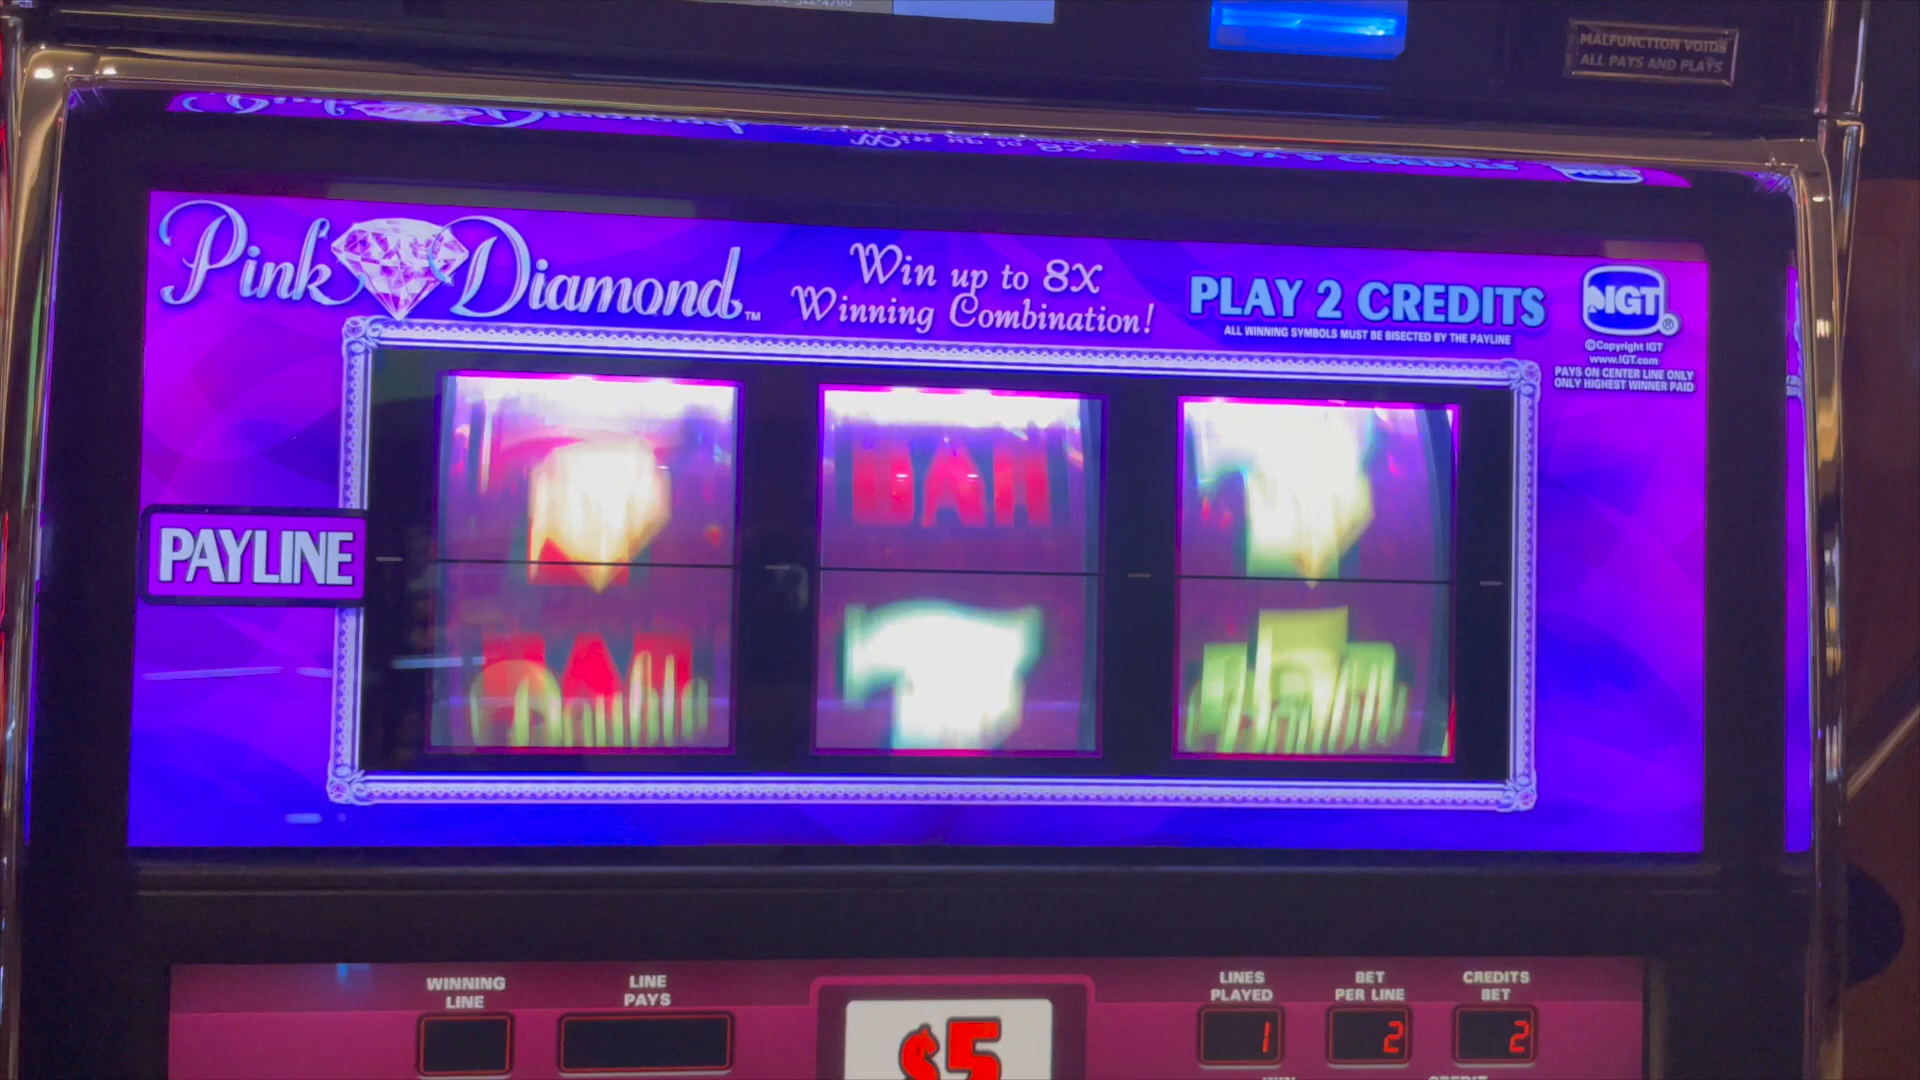 MALFUNCTION VOIDS
ALL PAYS AND PLAYS
Pink Diamond™
Win up to 8X
Winning Combination!
PLAY 2 CREDITS
ALL WINNING SYMBOLS MUST BE BISECTED BY THE PAYLINE
IGT®
©Copyright IGT
www.IGT.com
PAYS ON CENTER LINE ONLY
ONLY HIGHEST WINNER PAID
BAR
PAYLINE
WINNING
LINE
LINE
PAYS
$5
LINES
PLAYED
BET
PER LINE
CREDITS
BET
1
2
2